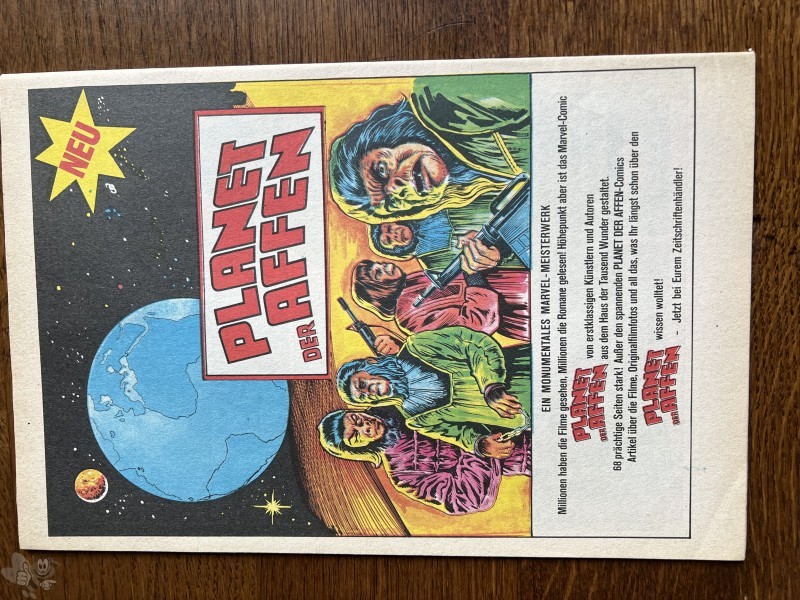 NEU
PLANET
DER AFFEN
EIN MONUMENTALES MARVEL-MEISTERWERK
Millionen haben die Filme gesehen, Millionen die Romane gelesen! Höhepunkt aber ist das Marvel-Comic
PLANET
DER AFFEN
von erstklassigen Künstlern und Autoren
aus dem Haus der Tausend Wunder gestaltet.
68 prächtige Seiten stark! Außer den spannenden PLANET DER AFFEN-Comics
Artikel über die Filme, Originalfilmfotos und all das, was Ihr längst schon über den
PLANET
DER AFFEN
wissen wolltet!
- Jetzt bei Eurem Zeitschriftenhändler!